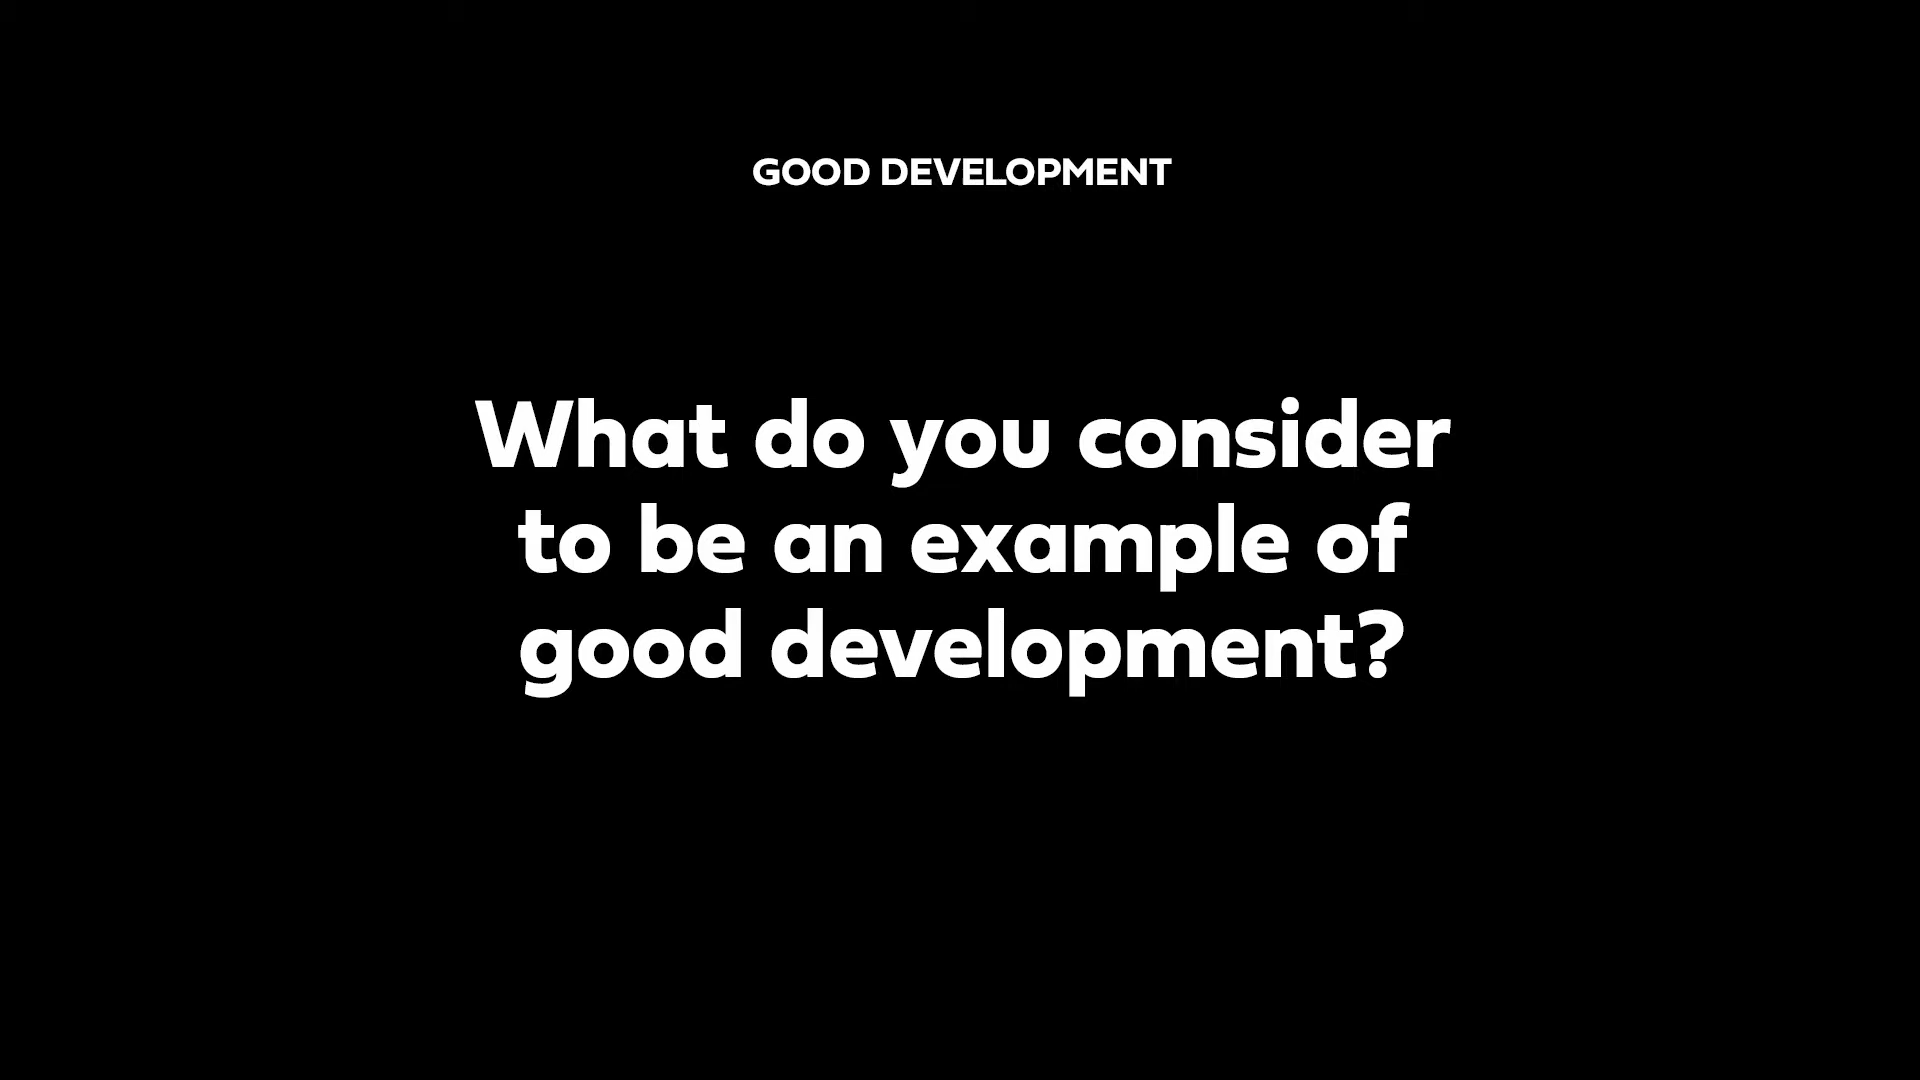 GOOD DEVELOPMENT
What do you consider
to be an example of
good development?